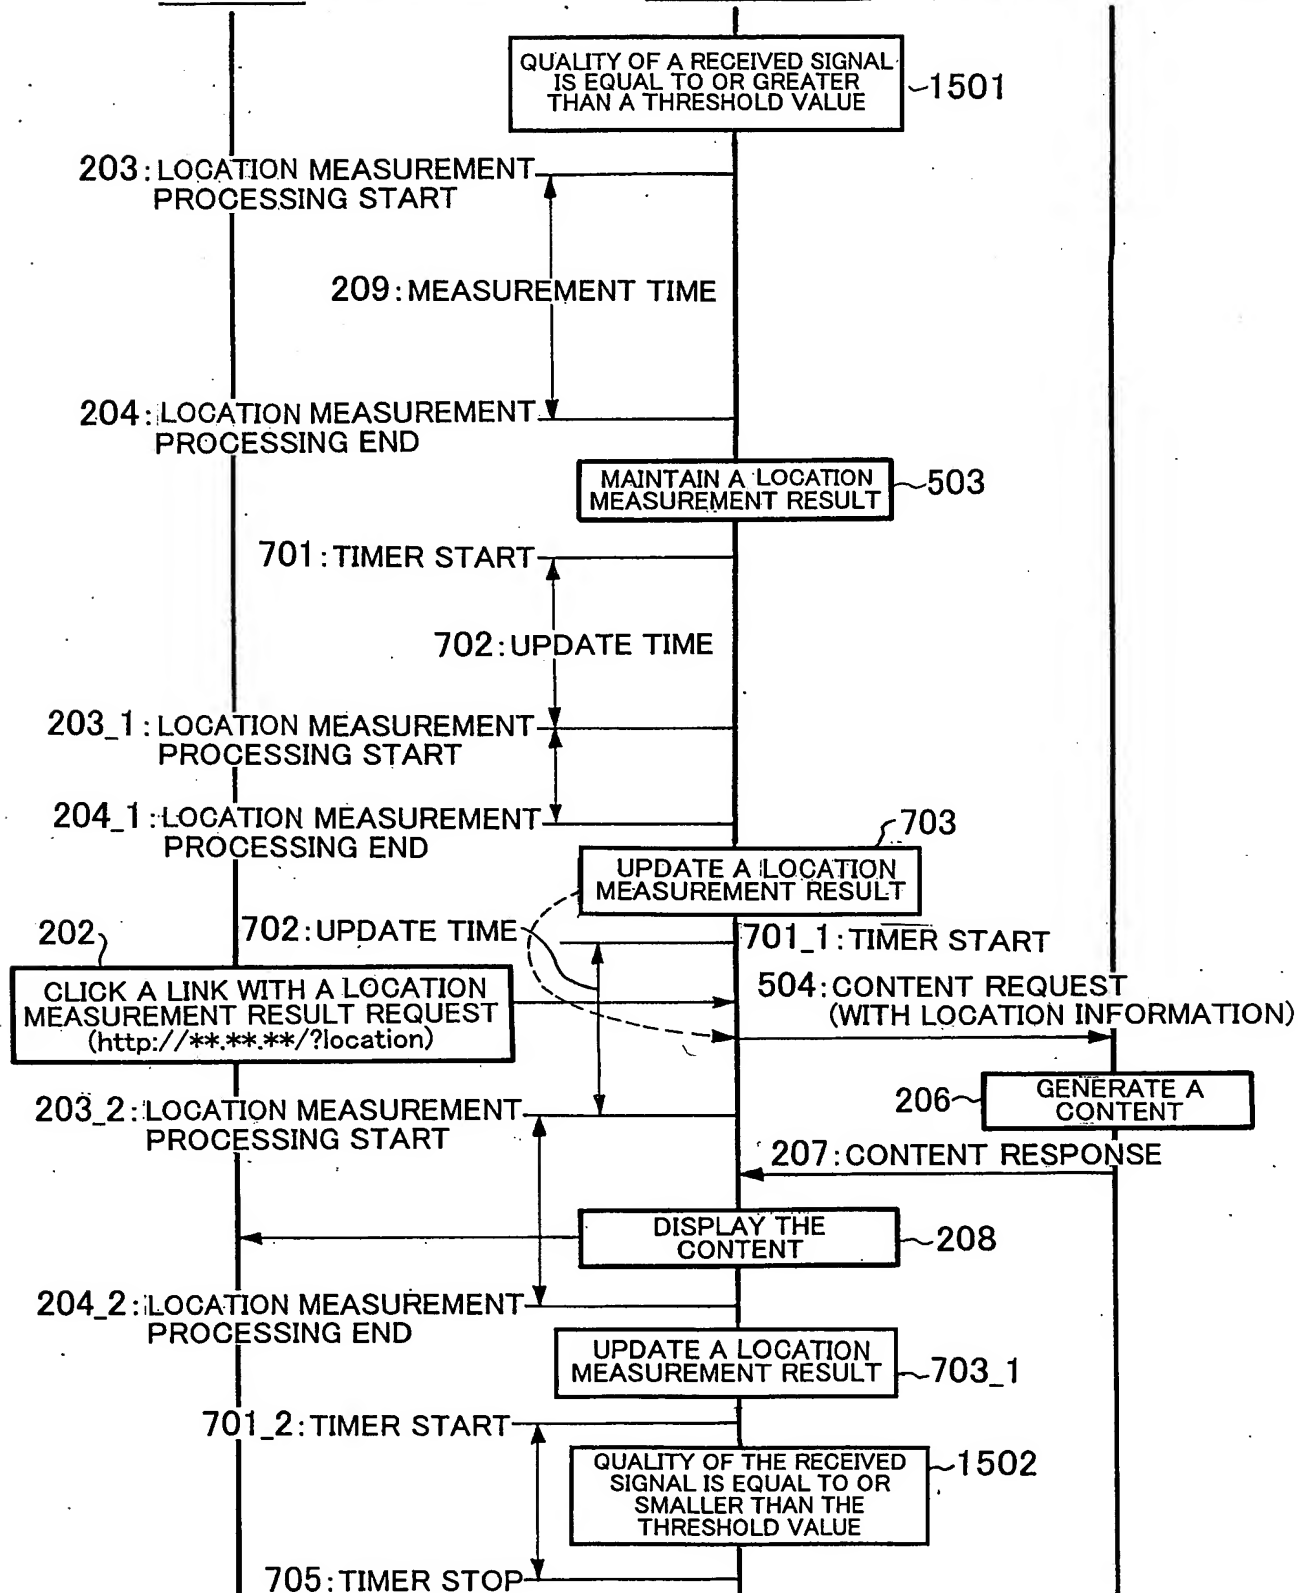 QUALITY OF A RECEIVED SIGNAL
IS EQUAL TO OR GREATER
THAN A THRESHOLD VALUE
1501
203:LOCATION MEASUREMENT
PROCESSING START
209:MEASUREMENT TIME
204:LOCATION MEASUREMENT
PROCESSING END
MAINTAIN A LOCATION
MEASUREMENT RESULT
503
701:TIMER START
702:UPDATE TIME
203_1:LOCATION MEASUREMENT
PROCESSING START
204_1:LOCATION MEASUREMENT
PROCESSING END
703
UPDATE A LOCATION
MEASUREMENT RESULT
702:UPDATE TIME
701_1:TIMER START
202
CLICK A LINK WITH A LOCATION
MEASUREMENT RESULT REQUEST
(http://**.**.**/?location)
504:CONTENT REQUEST
(WITH LOCATION INFORMATION)
206
GENERATE A
CONTENT
203_2:LOCATION MEASUREMENT
PROCESSING START
207:CONTENT RESPONSE
DISPLAY THE
CONTENT
208
204_2:LOCATION MEASUREMENT
PROCESSING END
UPDATE A LOCATION
MEASUREMENT RESULT
703_1
701_2:TIMER START
QUALITY OF THE RECEIVED
SIGNAL IS EQUAL TO OR
SMALLER THAN THE
THRESHOLD VALUE
1502
705:TIMER STOP